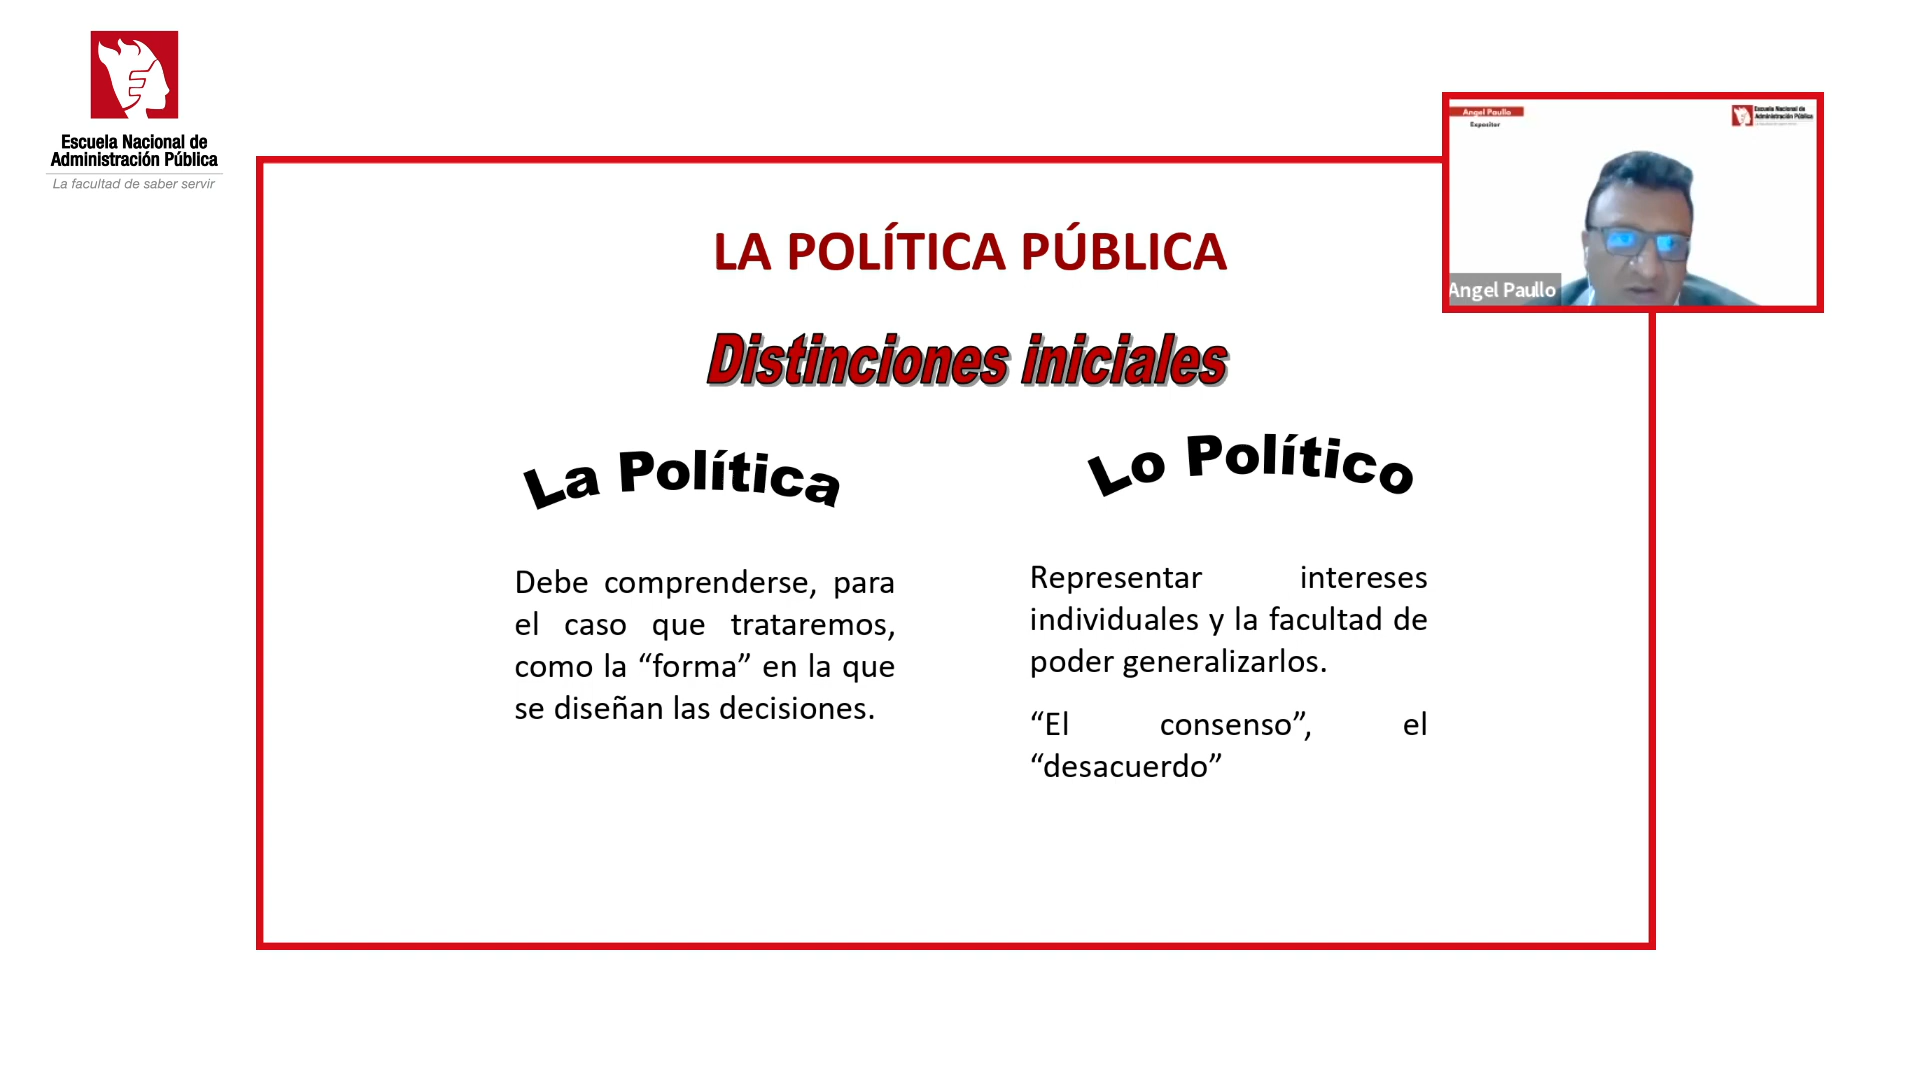 Escuela Nacional de
Administración Pública
La facultad de saber servir
Angel Paullo
Expositor
Escuela Nacional de
Administración Pública
Angel Paullo
LA POLÍTICA PÚBLICA
Distinciones iniciales
La Política
Debe comprenderse, para
el caso que trataremos,
como la “forma” en la que
se diseñan las decisiones.
Lo Político
Representar intereses
individuales y la facultad de
poder generalizarlos.
“El consenso”, el
“desacuerdo”